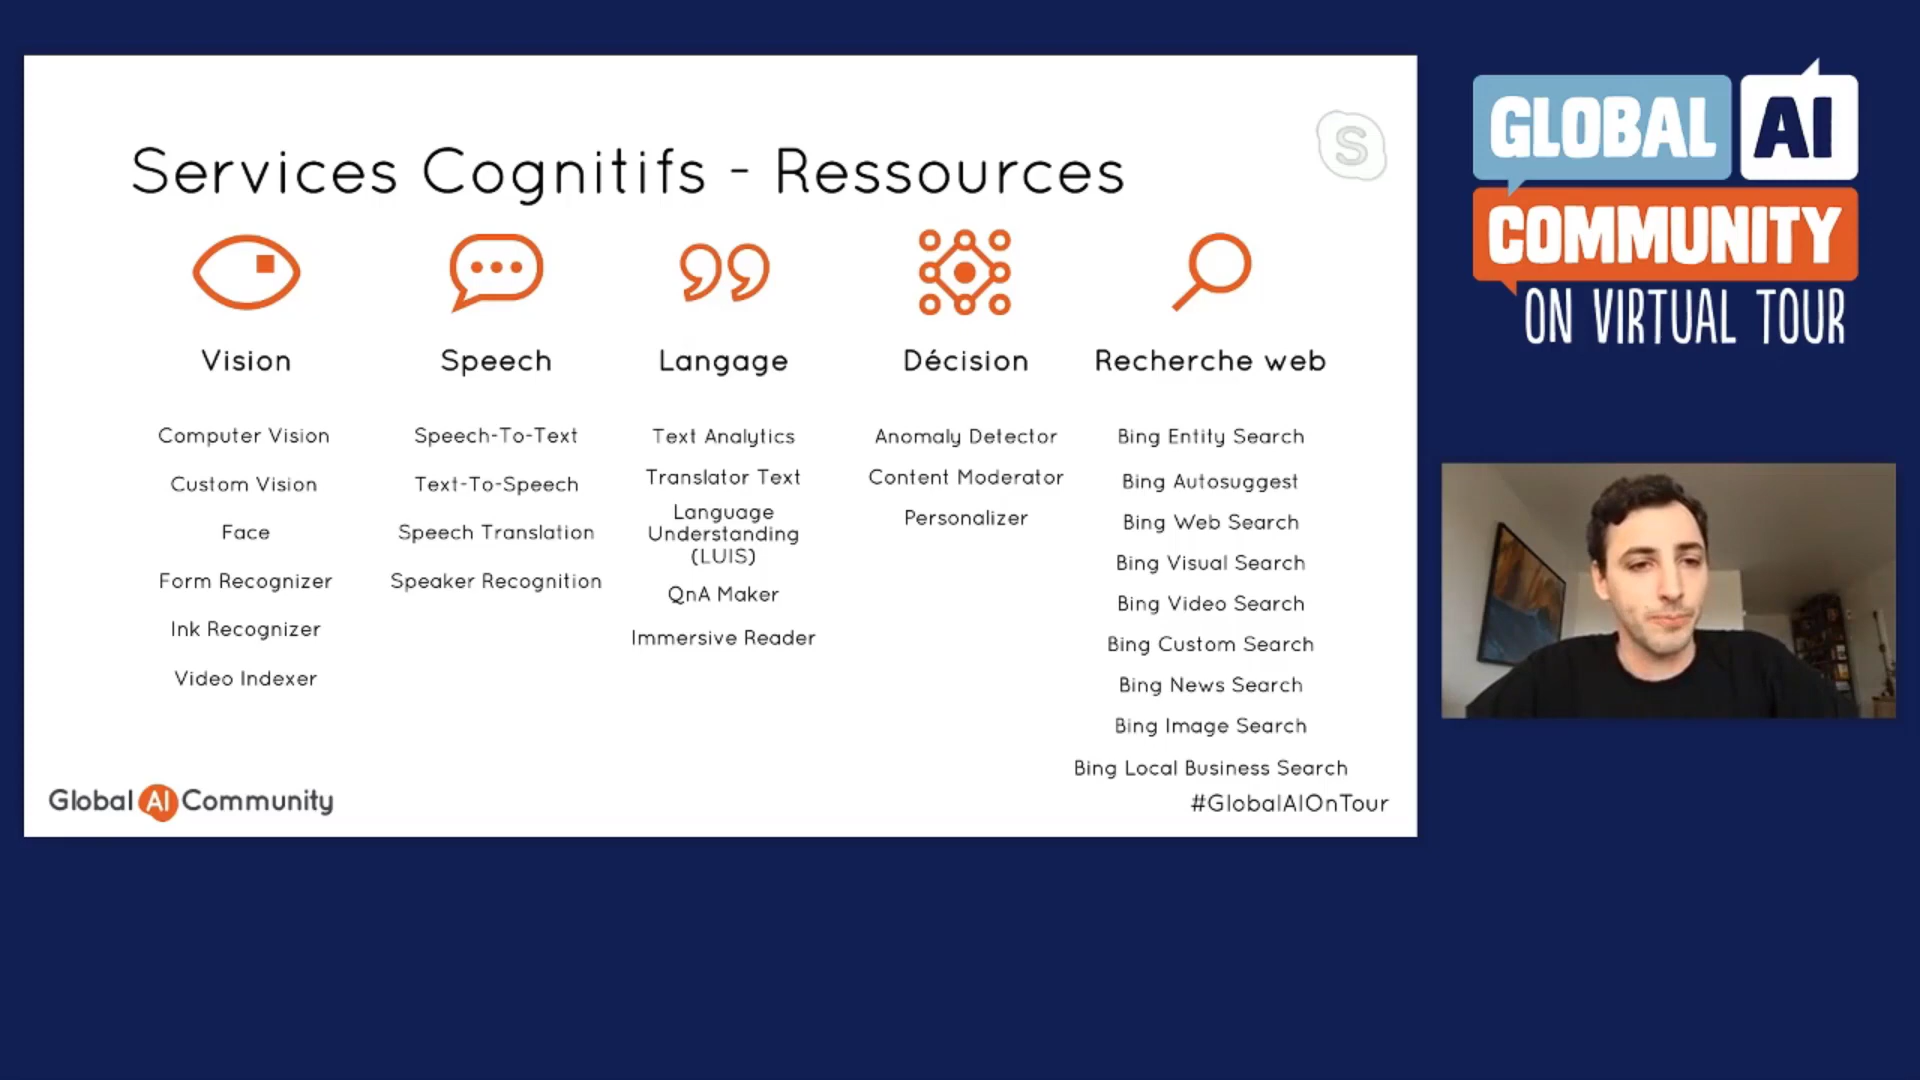 Services Cognitifs - Ressources
S
Vision
Computer Vision
Custom Vision
Face
Form Recognizer
Ink Recognizer
Video Indexer
Speech
Speech-To-Text
Text-To-Speech
Speech Translation
Speaker Recognition
Langage
Text Analytics
Translator Text
Language
Understanding
(LUIS)
QnA Maker
Immersive Reader
Décision
Anomaly Detector
Content Moderator
Personalizer
Recherche web
Bing Entity Search
Bing Autosuggest
Bing Web Search
Bing Visual Search
Bing Video Search
Bing Custom Search
Bing News Search
Bing Image Search
Bing Local Business Search
Global AI Community
#GlobalAIOnTour
GLOBAL AI
COMMUNITY
ON VIRTUAL TOUR